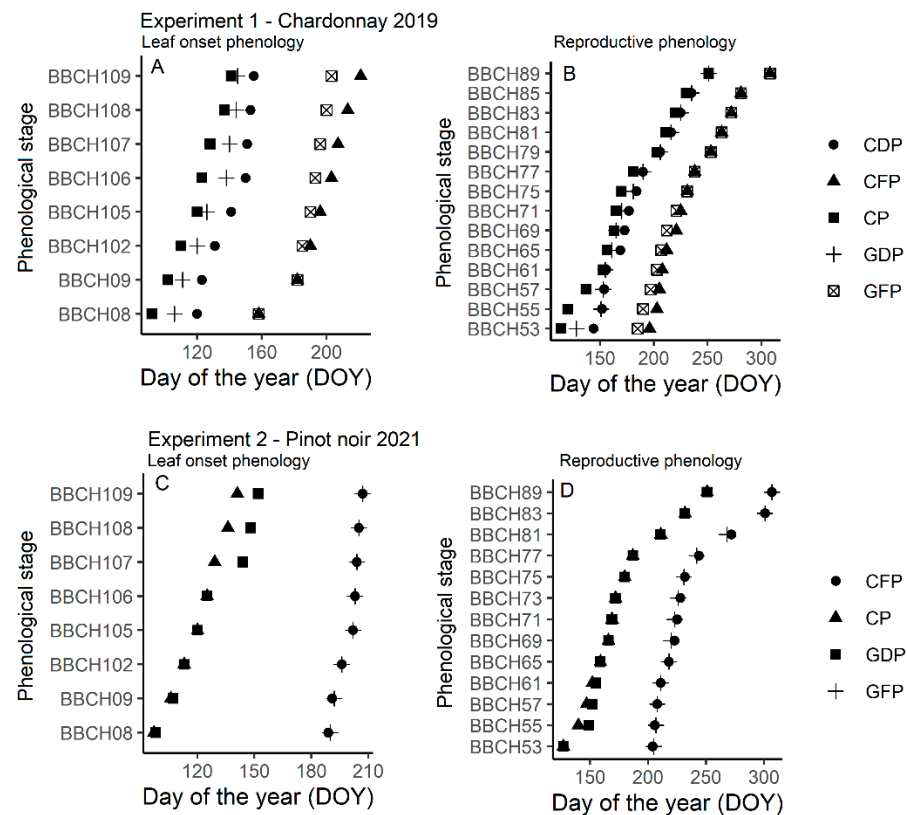 Experiment 1 - Chardonnay 2019
Leaf onset phenology
A
Phenological stage
BBCH109
BBCH108
BBCH107
BBCH106
BBCH105
BBCH102
BBCH09
BBCH08
120 160 200
Day of the year (DOY)
Reproductive phenology
B
Phenological stage
BBCH89
BBCH85
BBCH83
BBCH81
BBCH79
BBCH77
BBCH75
BBCH71
BBCH69
BBCH65
BBCH61
BBCH57
BBCH55
BBCH53
150 200 250 300
Day of the year (DOY)
CDP
CFP
CP
GDP
GFP
Experiment 2 - Pinot noir 2021
Leaf onset phenology
C
Phenological stage
BBCH109
BBCH108
BBCH107
BBCH106
BBCH105
BBCH102
BBCH09
BBCH08
120 150 180 210
Day of the year (DOY)
Reproductive phenology
D
Phenological stage
BBCH89
BBCH83
BBCH81
BBCH77
BBCH75
BBCH73
BBCH71
BBCH69
BBCH65
BBCH61
BBCH57
BBCH55
BBCH53
150 200 250 300
Day of the year (DOY)
CFP
CP
GDP
GFP